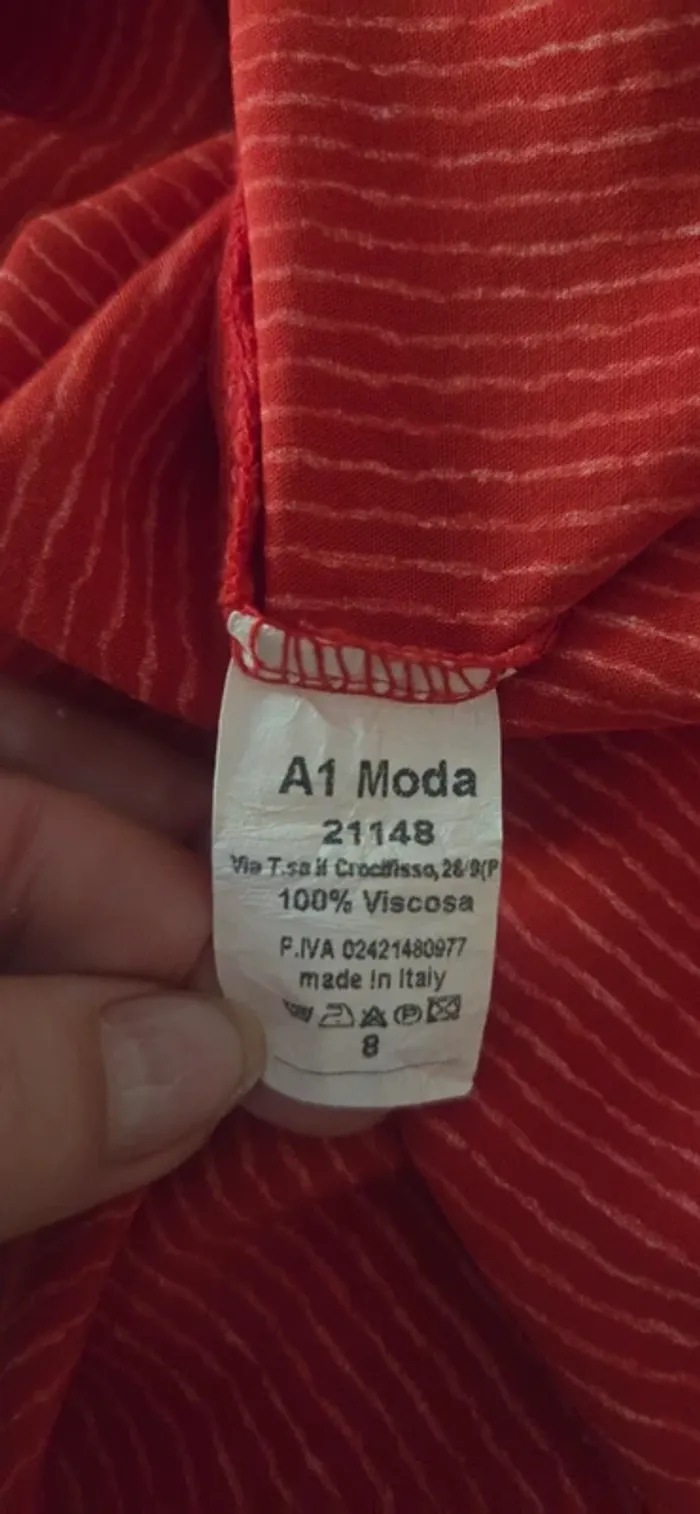 A1 Moda
21148
Via T.sa il Crocifisso, 28/9(P
100% Viscosa
P.IVA 02421480977
made in Italy
P
8